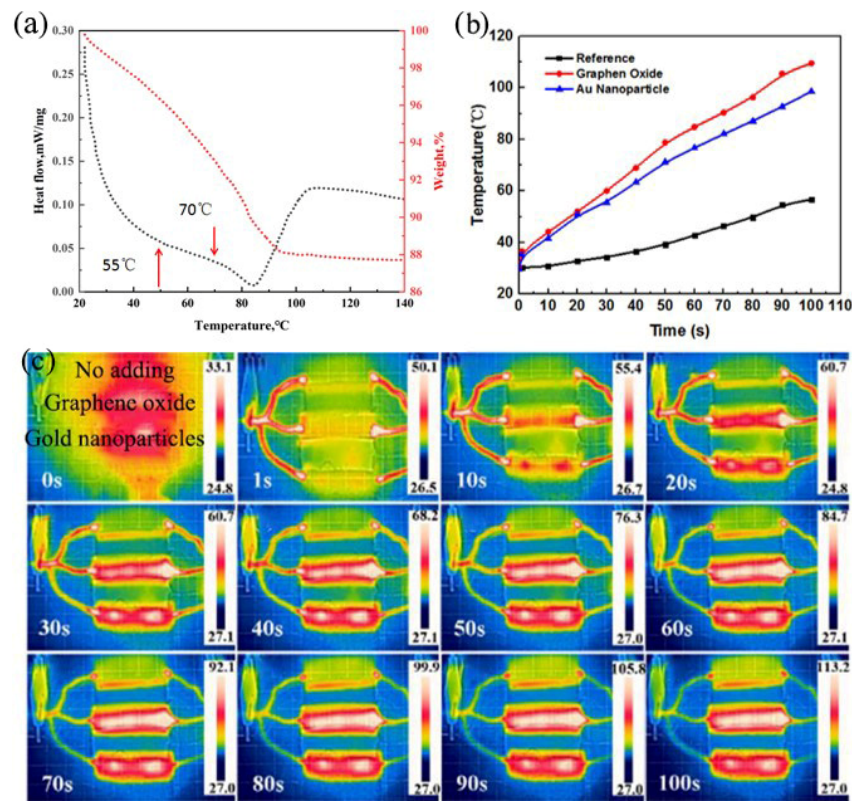 (a)
0.30
0.25
0.20
0.15
0.10
0.05
0.00
Heat flow,mW/mg
100
98
96
94
92
90
88
86
Weight,%
70℃
55℃
20 40 60 80 100 120 140
Temperature,℃
(b)
120
100
80
60
40
20
Temperature(℃)
Reference
Graphen Oxide
Au Nanoparticle
0 10 20 30 40 50 60 70 80 90 100 110
Time (s)
(c)
No adding
Graphene oxide
Gold nanoparticles
0s
33.1
24.8
1s
50.1
26.5
10s
55.4
26.7
20s
60.7
24.8
30s
60.7
27.1
40s
68.2
27.1
50s
76.3
27.0
60s
84.7
27.1
70s
92.1
27.0
80s
99.9
27.0
90s
105.8
27.0
100s
113.2
27.0